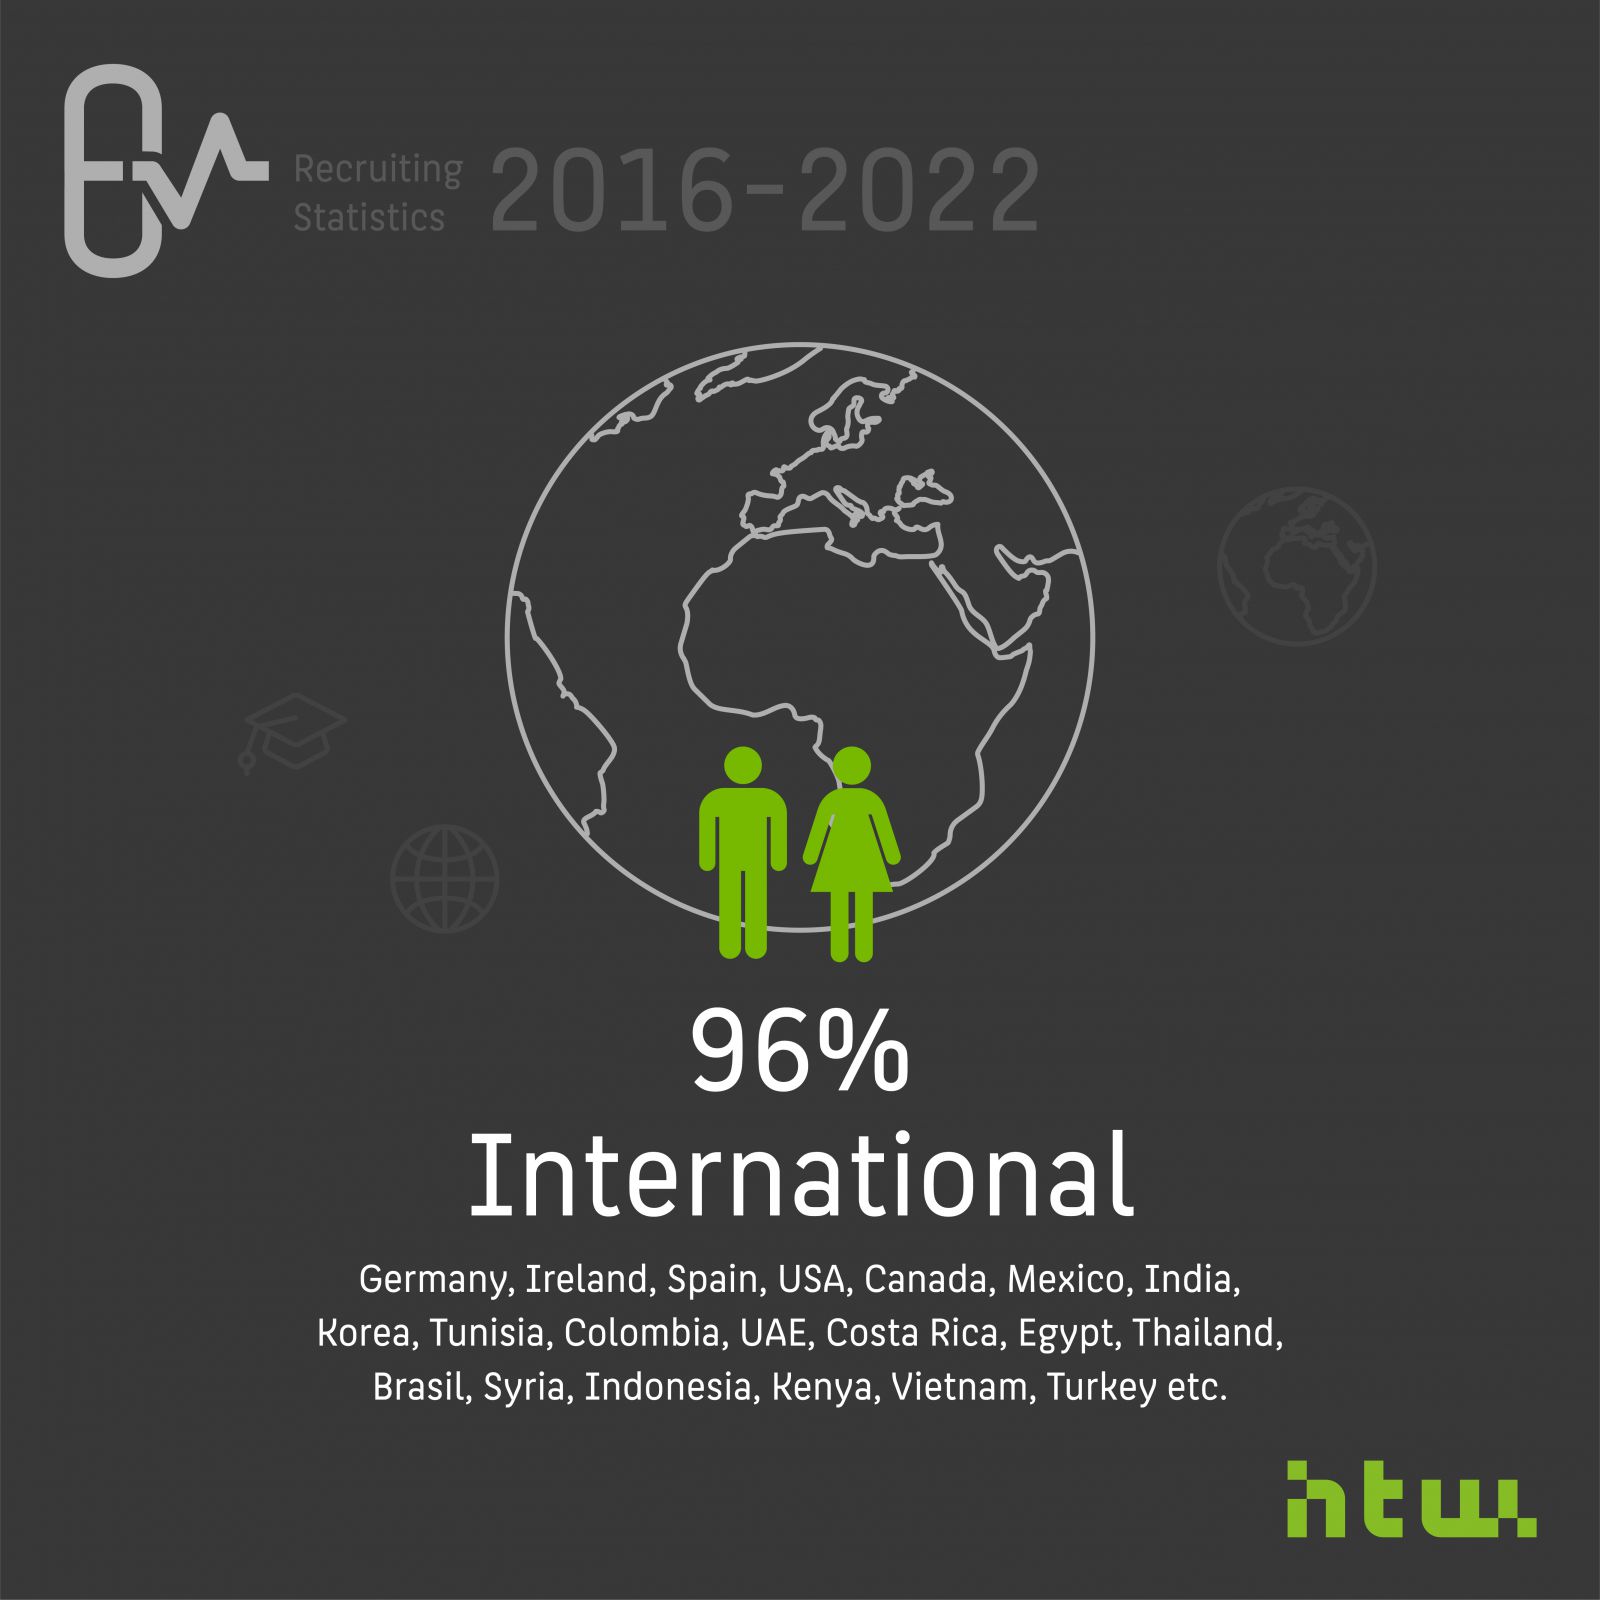 Recruiting
Statistics
2016-2022
96%
International
Germany, Ireland, Spain, USA, Canada, Mexico, India,
Korea, Tunisia, Colombia, UAE, Costa Rica, Egypt, Thailand,
Brasil, Syria, Indonesia, Kenya, Vietnam, Turkey etc.
htw.